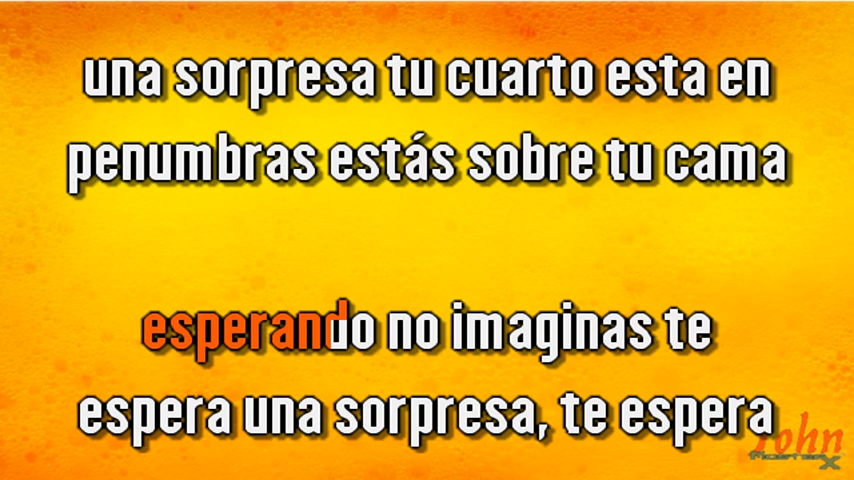 una sorpresa tu cuarto esta en
penumbras estás sobre tu cama
esperando no imaginas te
espera una sorpresa, te espera
John